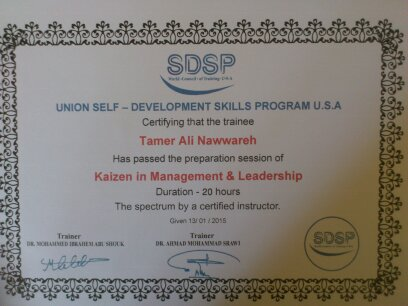 SDSP
World - Council - of Training - U.S.A
UNION SELF – DEVELOPMENT SKILLS PROGRAM U.S.A
Certifying that the trainee
Tamer Ali Nawwareh
Has passed the preparation session of
Kaizen in Management & Leadership
Duration - 20 hours
The spectrum by a certified instructor.
Given 13/ 01 / 2015
Trainer
DR. MOHAMMED IBRAHEM ABU SHOUK
Trainer
DR. AHMAD MOHAMMAD SRAWI
SDSP